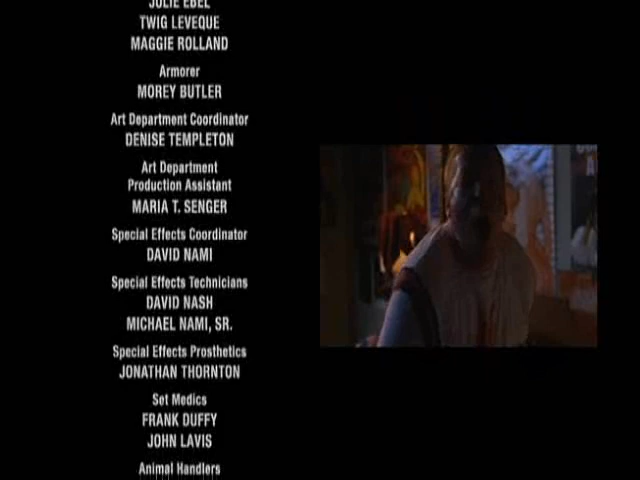 JULIE EBEL
TWIG LEVEQUE
MAGGIE ROLLAND
Armorer
MOREY BUTLER
Art Department Coordinator
DENISE TEMPLETON
Art Department
Production Assistant
MARIA T. SENGER
Special Effects Coordinator
DAVID NAMI
Special Effects Technicians
DAVID NASH
MICHAEL NAMI, SR.
Special Effects Prosthetics
JONATHAN THORNTON
Set Medics
FRANK DUFFY
JOHN LAVIS
Animal Handlers